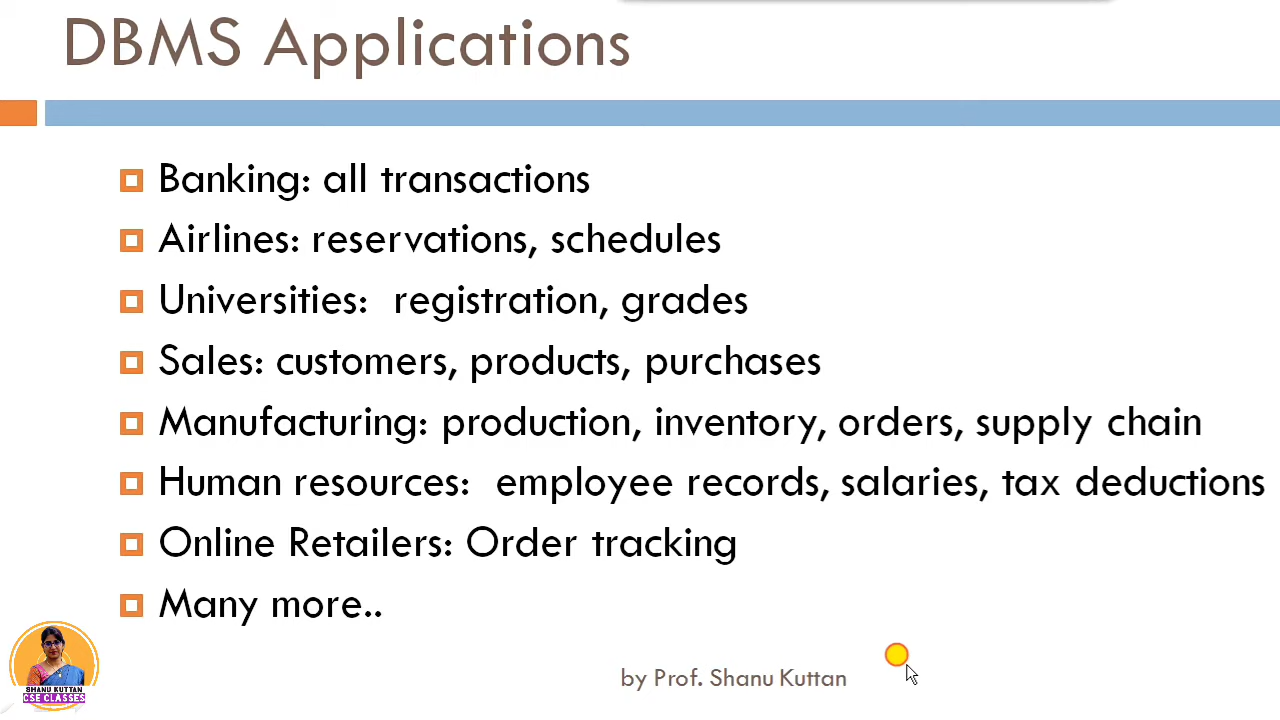 DBMS Applications
Banking: all transactions
Airlines: reservations, schedules
Universities:  registration, grades
Sales: customers, products, purchases
Manufacturing: production, inventory, orders, supply chain
Human resources:  employee records, salaries, tax deductions
Online Retailers: Order tracking
Many more..
by Prof. Shanu Kuttan
SHANU KUTTAN
CSE CLASSES